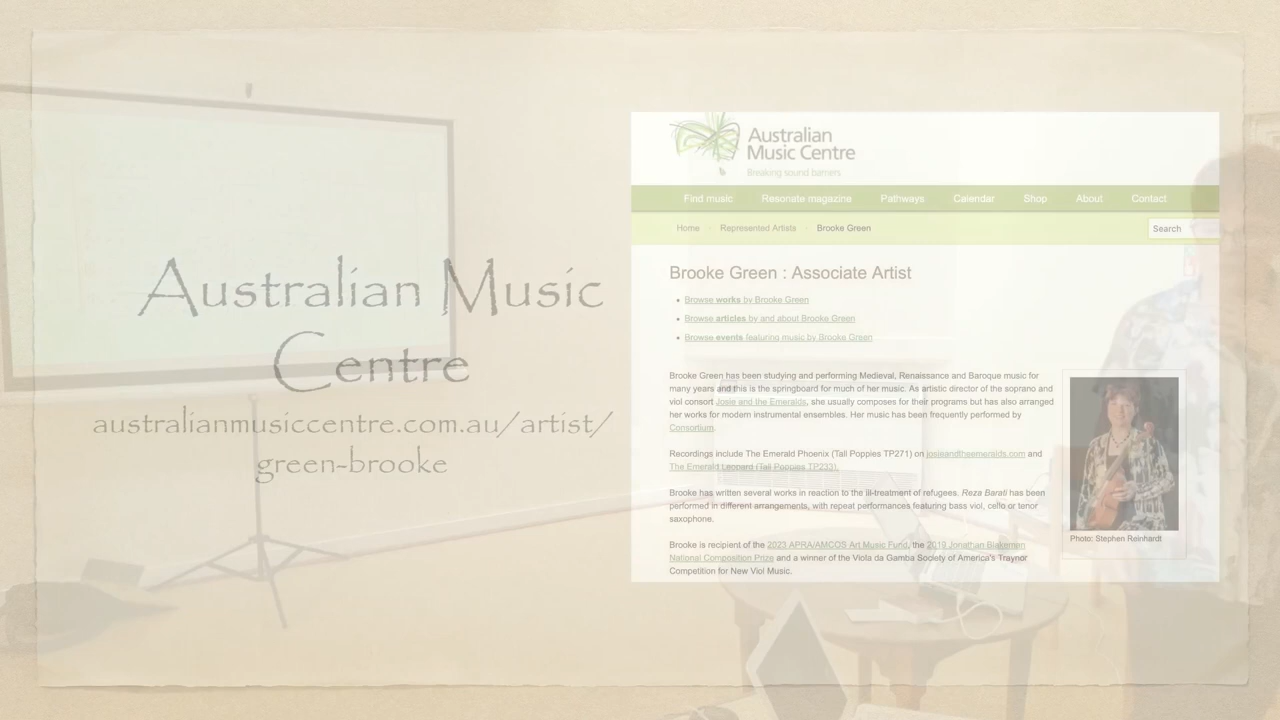 Australian Music
Centre
australianmusiccentre.com.au/artist/
green-brooke
Australian
Music Centre
Breaking sound barriers
Find music Resonate magazine Pathways Calendar Shop About Contact
Home Represented Artists Brooke Green Search
Brooke Green : Associate Artist
• Browse works by Brooke Green
• Browse articles by and about Brooke Green
• Browse events featuring music by Brooke Green
Brooke Green has been studying and performing Medieval, Renaissance and Baroque music for
many years and this is the springboard for much of her music. As artistic director of the soprano and
viol consort Josie and the Emeralds, she usually composes for their programs but has also arranged
her works for modern instrumental ensembles. Her music has been frequently performed by
Consortium.
Recordings include The Emerald Phoenix (Tall Poppies TP271) on josieandtheemeralds.com and
The Emerald Leopard (Tall Poppies TP233).
Brooke has written several works in reaction to the ill-treatment of refugees. Reza Barati has been
performed in different arrangements, with repeat performances featuring bass viol, cello or tenor
saxophone.
Brooke is recipient of the 2023 APRA/AMCOS Art Music Fund, the 2019 Jonathan Blakeman
National Composition Prize and a winner of the Viola da Gamba Society of America's Traynor
Competition for New Viol Music.
Photo: Stephen Reinhardt